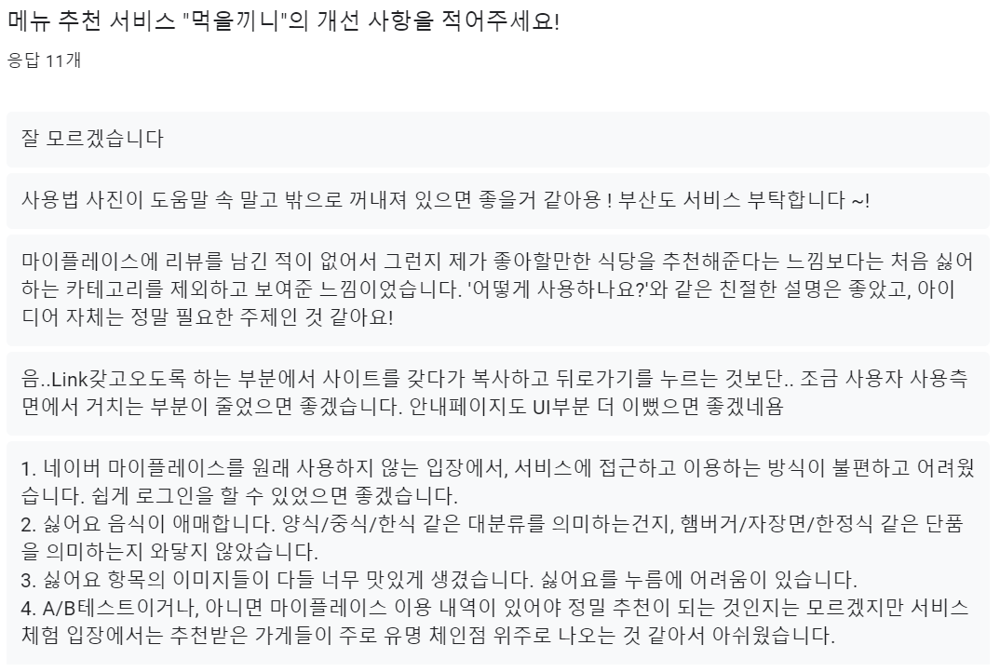 메뉴 추천 서비스 "먹을끼니"의 개선 사항을 적어주세요!
응답 11개
잘 모르겠습니다
사용법 사진이 도움말 속 말고 밖으로 꺼내져 있으면 좋을거 같아용 ! 부산도 서비스 부탁합니다 ~!
마이플레이스에 리뷰를 남긴 적이 없어서 그런지 제가 좋아할만한 식당을 추천해준다는 느낌보다는 처음 싫어
하는 카테고리를 제외하고 보여준 느낌이었습니다. '어떻게 사용하나요?'와 같은 친절한 설명은 좋았고, 아이
디어 자체는 정말 필요한 주제인 것 같아요!
음..Link갖고오도록 하는 부분에서 사이트를 갖다가 복사하고 뒤로가기를 누르는 것보단.. 조금 사용자 사용측
면에서 거치는 부분이 줄었으면 좋겠습니다. 안내페이지도 UI부분 더 이뻤으면 좋겠네욤
1. 네이버 마이플레이스를 원래 사용하지 않는 입장에서, 서비스에 접근하고 이용하는 방식이 불편하고 어려웠
습니다. 쉽게 로그인을 할 수 있었으면 좋겠습니다.
2. 싫어요 음식이 애매합니다. 양식/중식/한식 같은 대분류를 의미하는건지, 햄버거/자장면/한정식 같은 단품
을 의미하는지 와닿지 않았습니다.
3. 싫어요 항목의 이미지들이 다들 너무 맛있게 생겼습니다. 싫어요를 누름에 어려움이 있습니다.
4. A/B테스트이거나, 아니면 마이플레이스 이용 내역이 있어야 정밀 추천이 되는 것인지는 모르겠지만 서비스
체험 입장에서는 추천받은 가게들이 주로 유명 체인점 위주로 나오는 것 같아서 아쉬웠습니다.